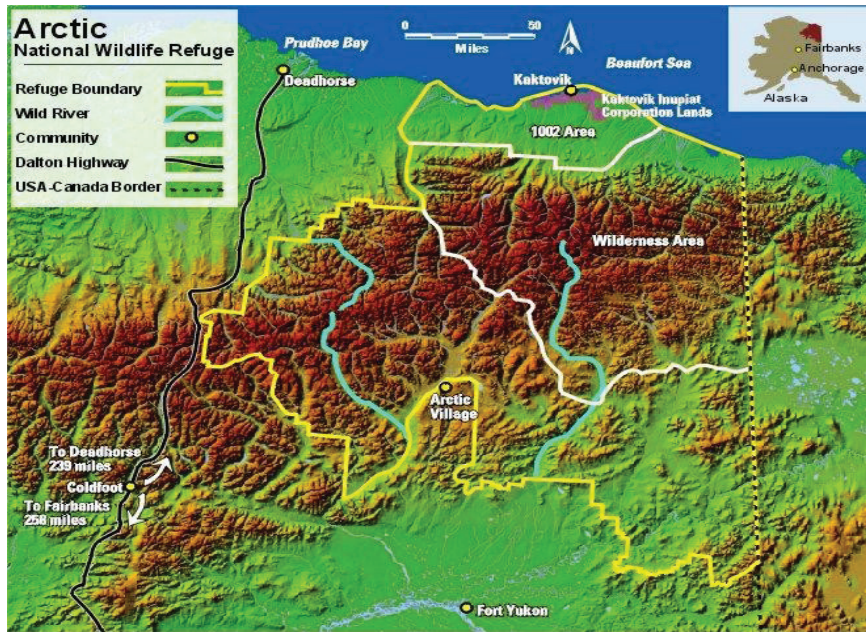 Arctic
National Wildlife Refuge
Refuge Boundary
Wild River
Community
Dalton Highway
USA-Canada Border
Prudhoe Bay
Deadhorse
0
50
Miles
N
Beaufort Sea
Kaktovik
Kaktovik Inupiat
Corporation Lands
1002 Area
Fairbanks
Anchorage
Alaska
Wilderness Area
Arctic
Village
To Deadhorse
239 miles
Coldfoot
To Fairbanks
258 miles
Fort Yukon